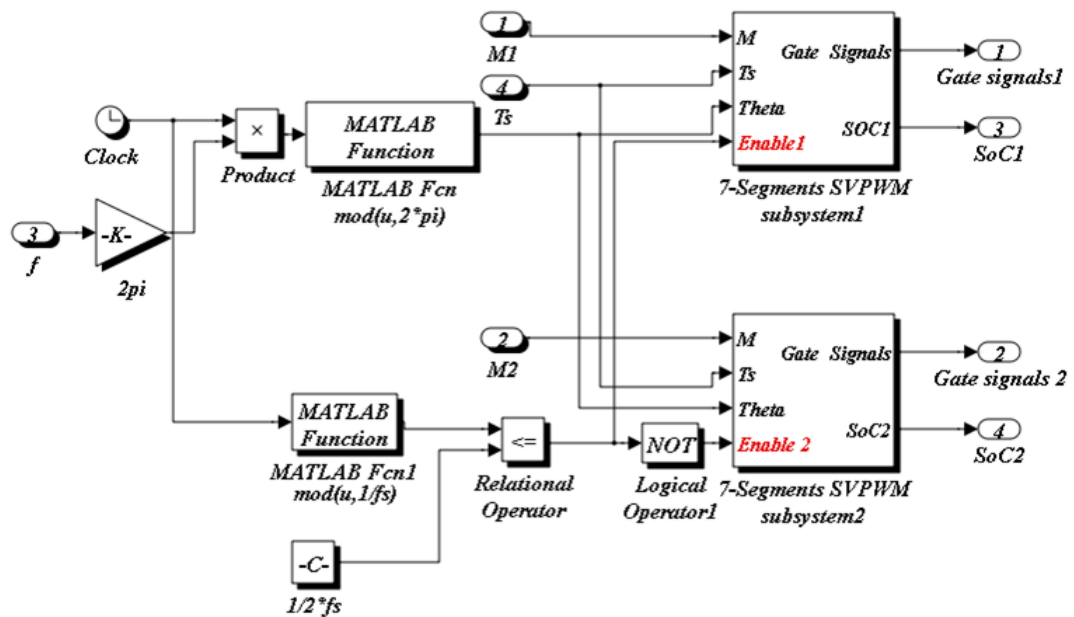 1
M1
4
Ts
M
Ts
Theta
Enable1
Gate Signals
SOC1
7-Segments SVPWM
subsystem1
1
Gate signals1
3
SoC1
Clock
×
Product
MATLAB
Function
MATLAB Fcn
mod(u,2*pi)
3
f
-K-
2pi
2
M2
M
Ts
Theta
Enable 2
Gate Signals
SoC2
7-Segments SVPWM
subsystem2
2
Gate signals 2
4
SoC2
MATLAB
Function
MATLAB Fcn1
mod(u,1/fs)
<=
Relational
Operator
NOT
Logical
Operator1
-C-
1/2*fs